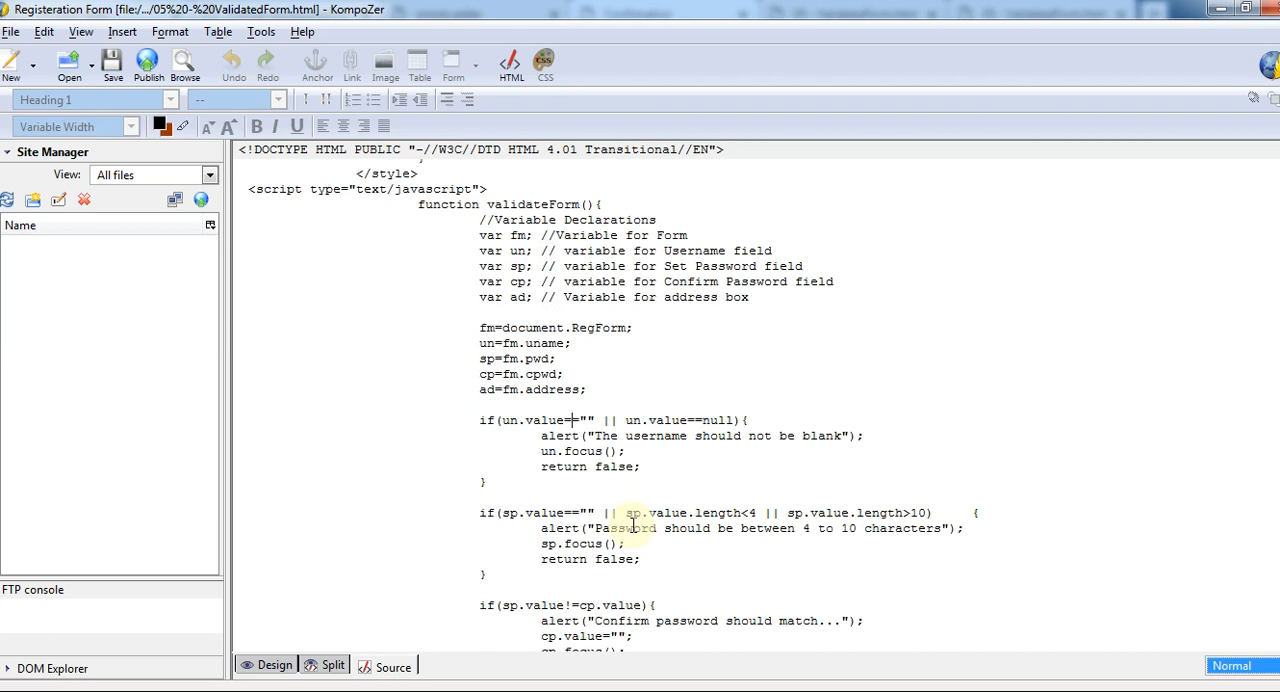 Registeration Form [file:/.../05%20-%20ValidatedForm.html] - KompoZer
File Edit View Insert Format Table Tools Help
New Open Save Publish Browse Undo Redo Anchor Link Image Table Form HTML CSS
Heading 1 --
Variable Width B I U
Site Manager
View: All files
Name
FTP console
DOM Explorer
<!DOCTYPE HTML PUBLIC "-//W3C//DTD HTML 4.01 Transitional//EN">
</style>
<script type="text/javascript">
function validateForm(){
//Variable Declarations
var fm; //Variable for Form
var un; // variable for Username field
var sp; // variable for Set Password field
var cp; // variable for Confirm Password field
var ad; // Variable for address box
fm=document.RegForm;
un=fm.uname;
sp=fm.pwd;
cp=fm.cpwd;
ad=fm.address;
if(un.value=="" || un.value==null){
alert("The username should not be blank");
un.focus();
return false;
}
if(sp.value=="" || sp.value.length<4 || sp.value.length>10) {
alert("Password should be between 4 to 10 characters");
sp.focus();
return false;
}
if(sp.value!=cp.value){
alert("Confirm password should match...");
cp.value="";
cp.focus();
Design Split Source
Normal